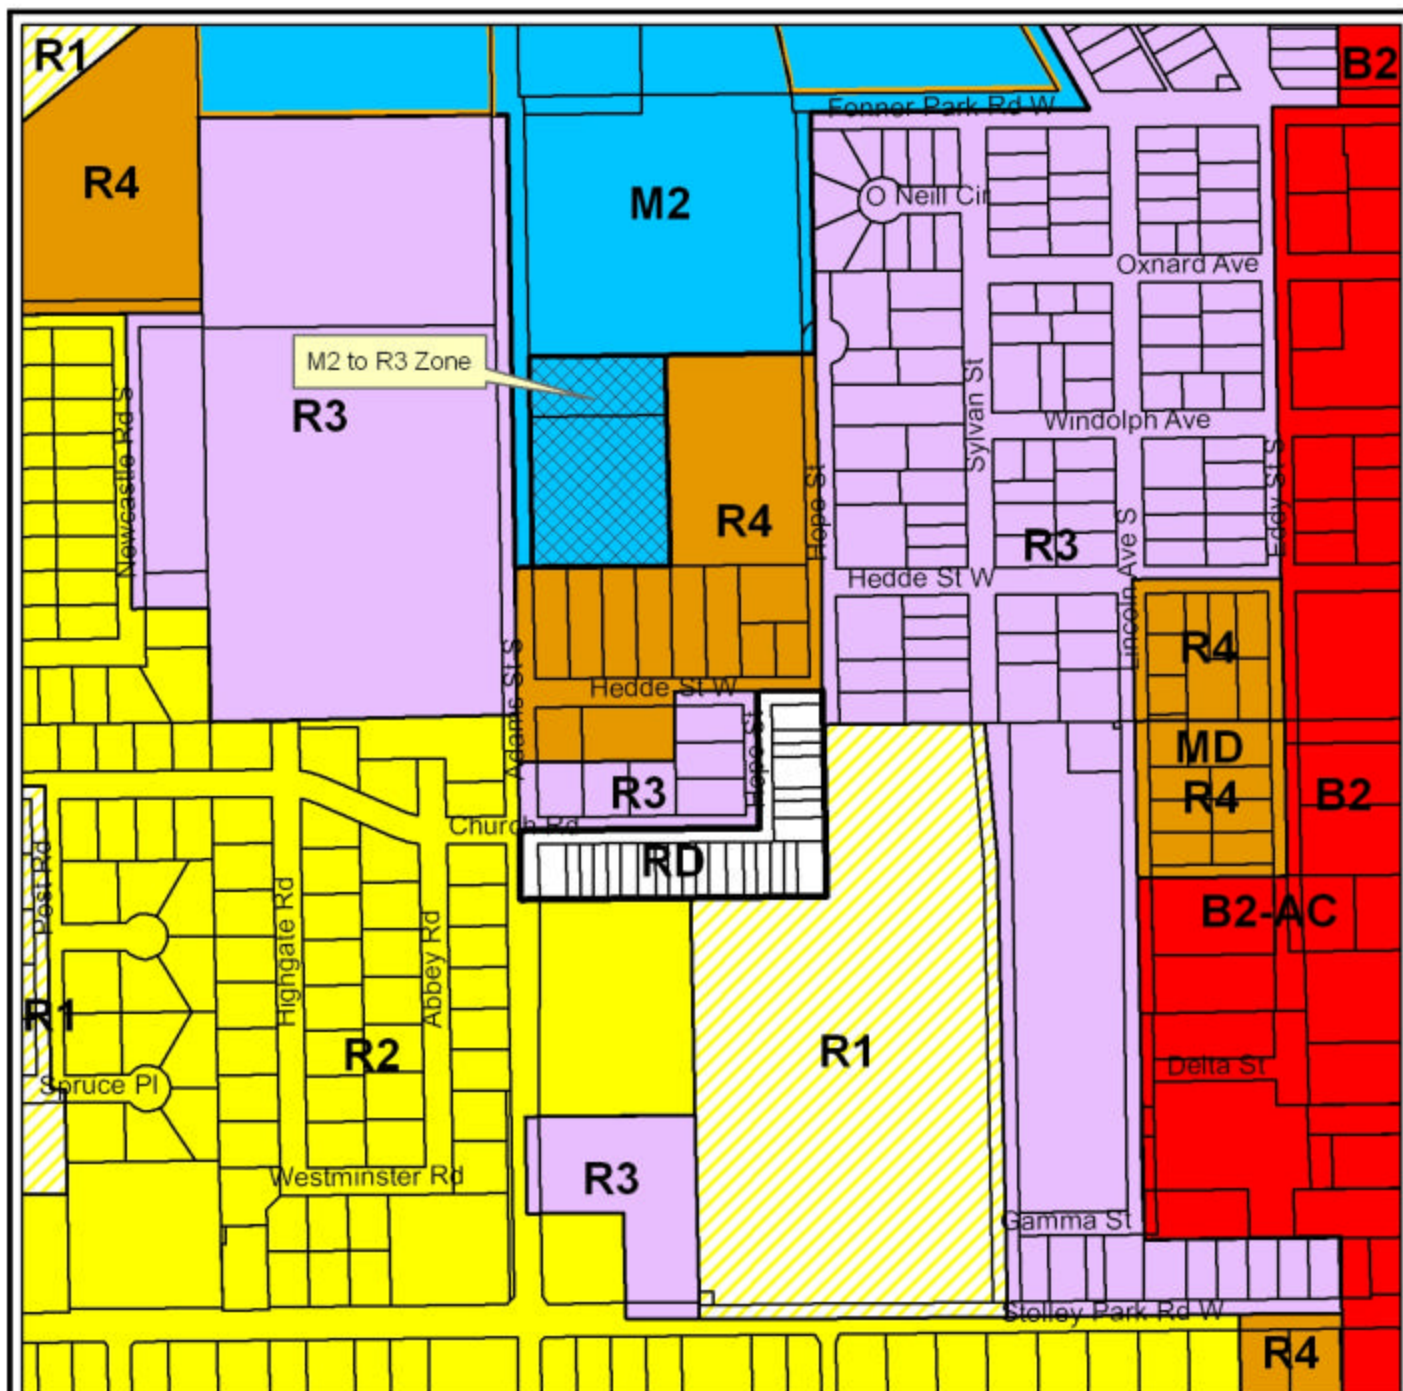 R1
B2
Fonner Park Rd W
R4
M2
O Neill Cir
Oxnard Ave
M2 to R3 Zone
R3
Newcastle Rd S
Sylvan St
Windolph Ave
Hope St
R4
Eddy St S
R3
Lincoln Ave S
Hedde St W
R4
Adams St S
Hedde St W
Hope St
MD
R4
R3
B2
Church Rd
RD
Post Rd
Highgate Rd
Abbey Rd
B2-AC
R1
R2
R1
Delta St
Spruce Pl
Westminster Rd
R3
Gamma St
Stolley Park Rd W
R4